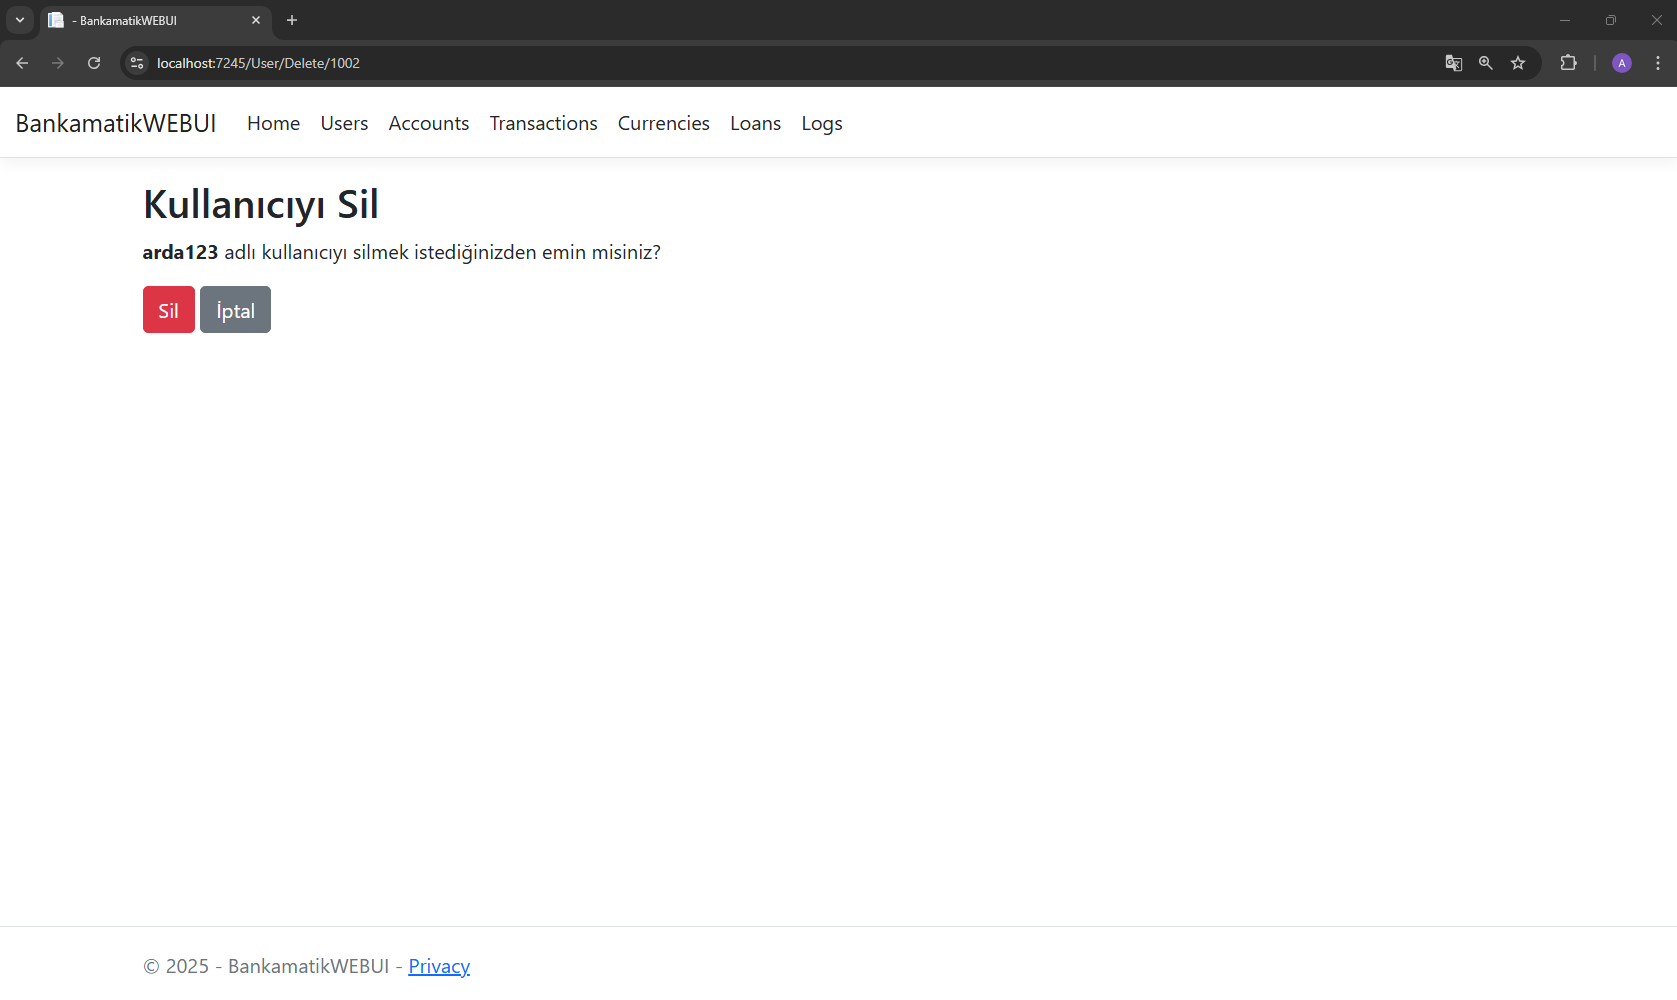 - BankamatikWEBUI
localhost:7245/User/Delete/1002
A
BankamatikWEBUI Home Users Accounts Transactions Currencies Loans Logs
Kullanıcıyı Sil
arda123 adlı kullanıcıyı silmek istediğinizden emin misiniz?
Sil İptal
© 2025 - BankamatikWEBUI - Privacy